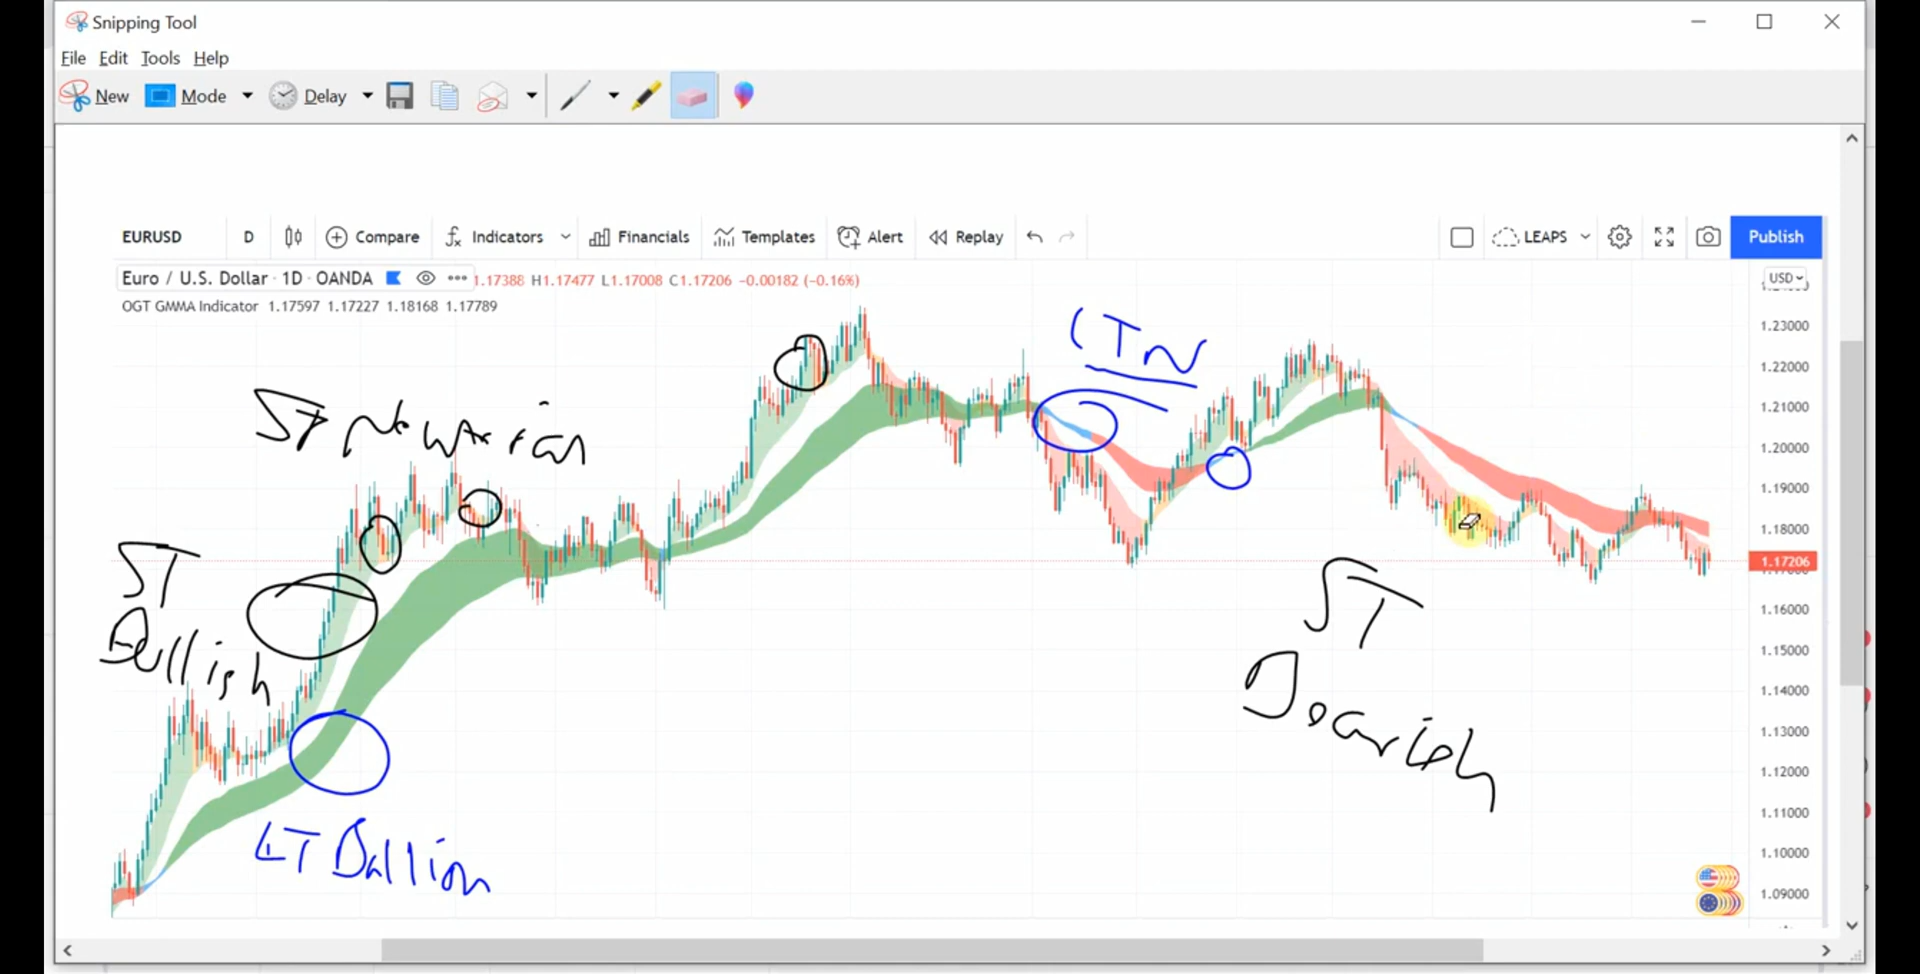 Snipping Tool
File Edit Tools Help
New Mode Delay
EURUSD D Compare Indicators Financials Templates Alert Replay LEAPS Publish
Euro / U.S. Dollar · 1D · OANDA 1.17388 H1.17477 L1.17008 C1.17206 -0.00182 (-0.16%)
USD
OGT GMMA Indicator 1.17597 1.17227 1.18168 1.17789
1.23000
1.22000
1.21000
1.20000
1.19000
1.18000
1.17206
1.16000
1.15000
1.14000
1.13000
1.12000
1.11000
1.10000
1.09000
LTN
ST
ST
Bullish
LT
ST
Bearish